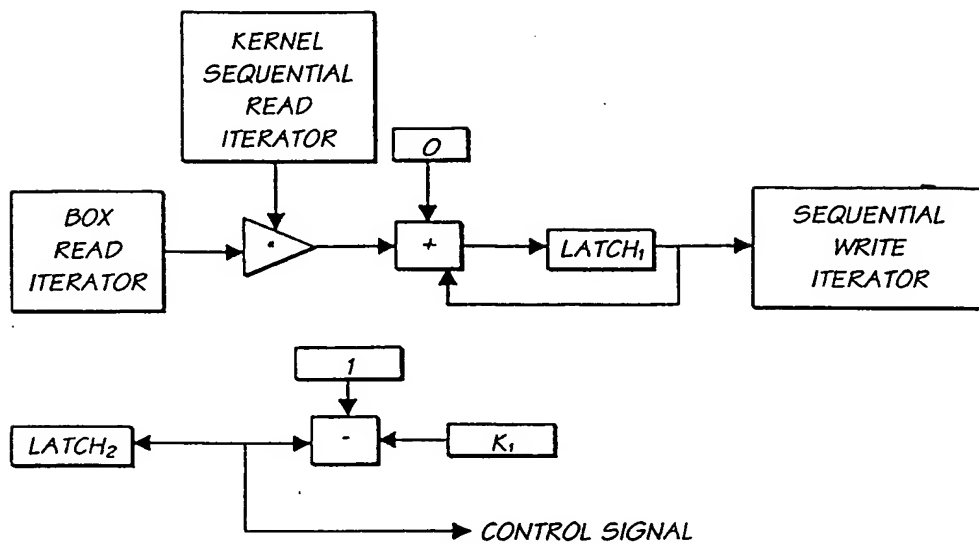 KERNEL
SEQUENTIAL
READ
ITERATOR
0
BOX
READ
ITERATOR
+
LATCH₁
SEQUENTIAL
WRITE
ITERATOR
1
LATCH₂
-
K₁
CONTROL SIGNAL